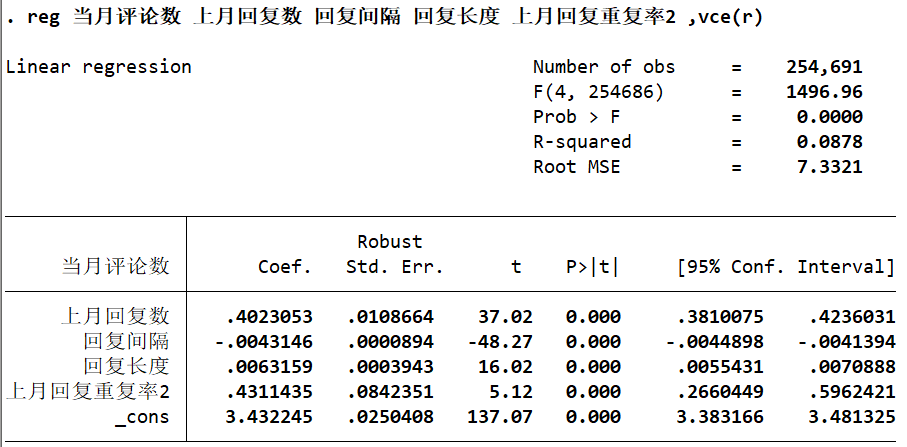 . reg 当月评论数 上月回复数 回复间隔 回复长度 上月回复重复率2 ,vce(r)
Linear regression Number of obs = 254,691
F(4, 254686) = 1496.96
Prob > F = 0.0000
R-squared = 0.0878
Root MSE = 7.3321
Robust
当月评论数 Coef. Std. Err. t P>|t| [95% Conf. Interval]
上月回复数 .4023053 .0108664 37.02 0.000 .3810075 .4236031
回复间隔 -.0043146 .0000894 -48.27 0.000 -.0044898 -.0041394
回复长度 .0063159 .0003943 16.02 0.000 .0055431 .0070888
上月回复重复率2 .4311435 .0842351 5.12 0.000 .2660449 .5962421
_cons 3.432245 .0250408 137.07 0.000 3.383166 3.481325